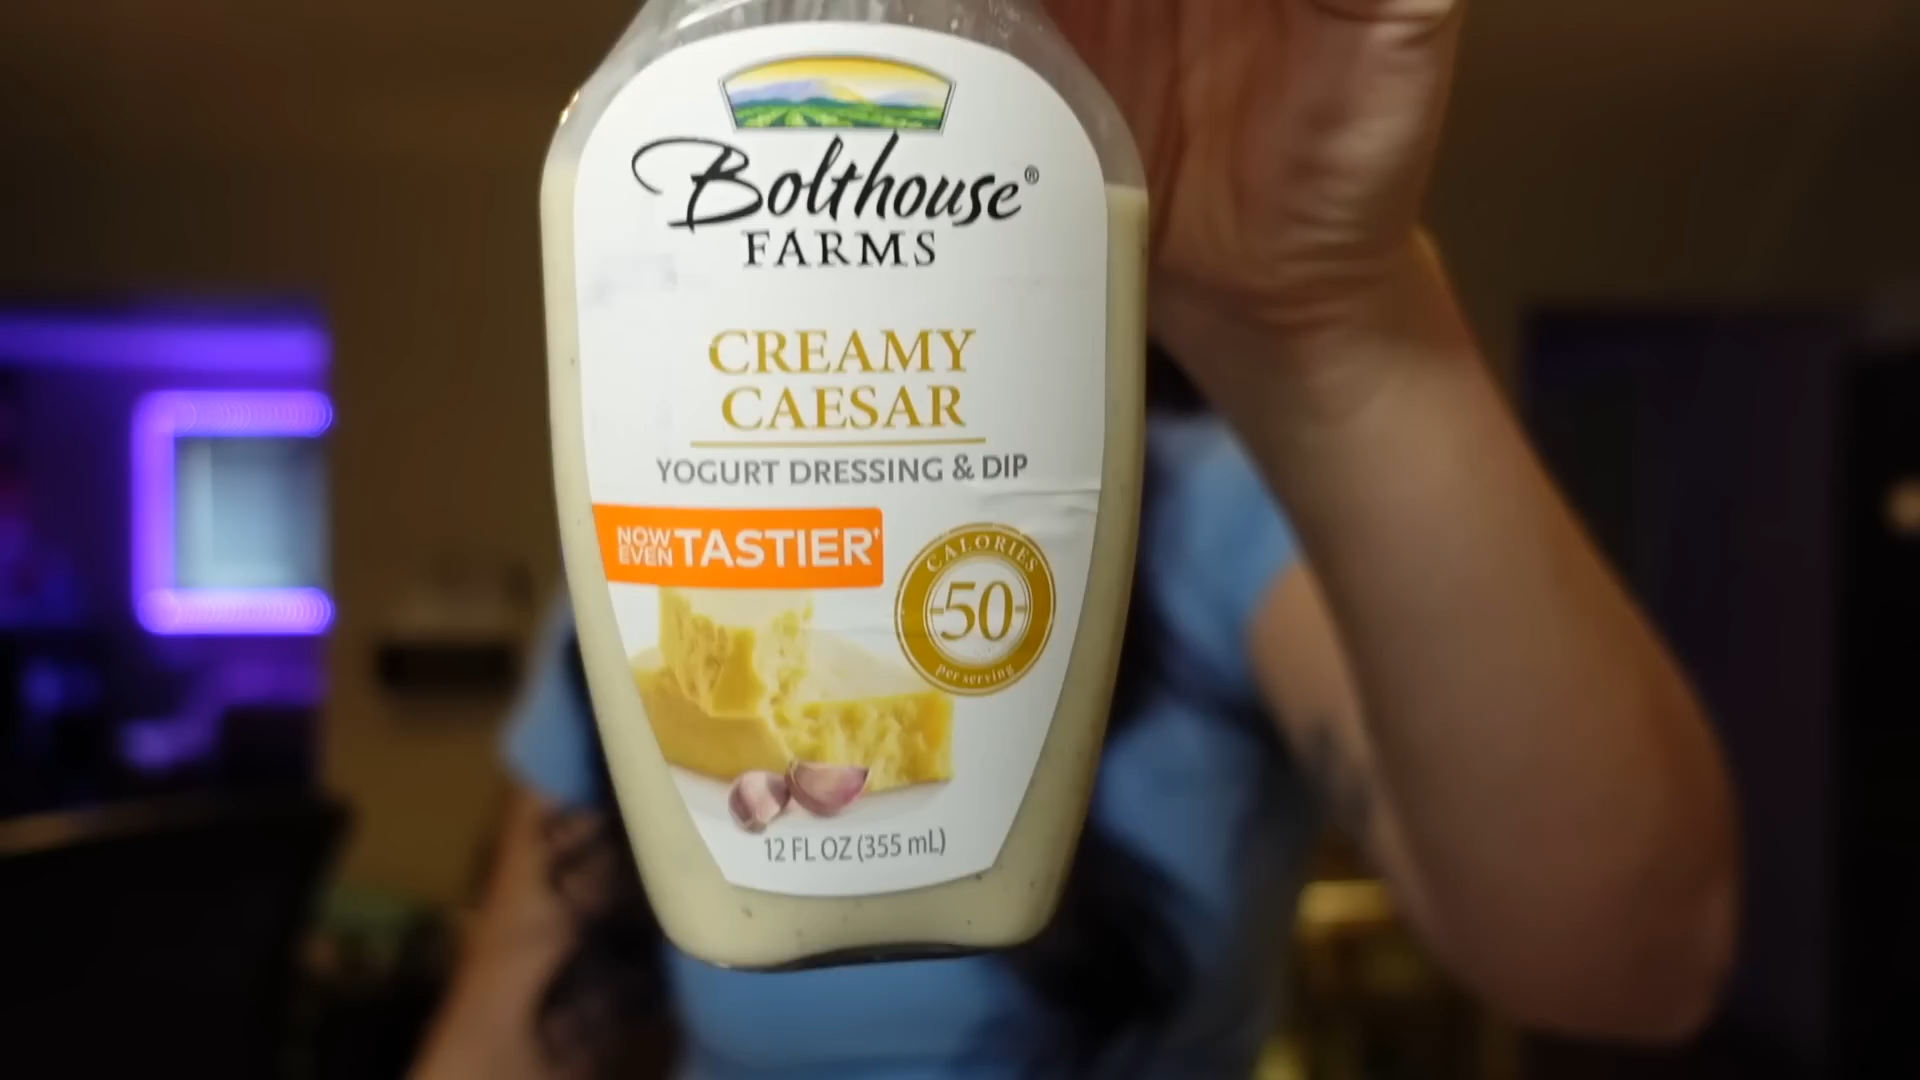 Bolthouse®
FARMS
CREAMY
CAESAR
YOGURT DRESSING & DIP
NOW
EVEN
TASTIER†
CALORIES
50
per serving
12 FL OZ (355 mL)